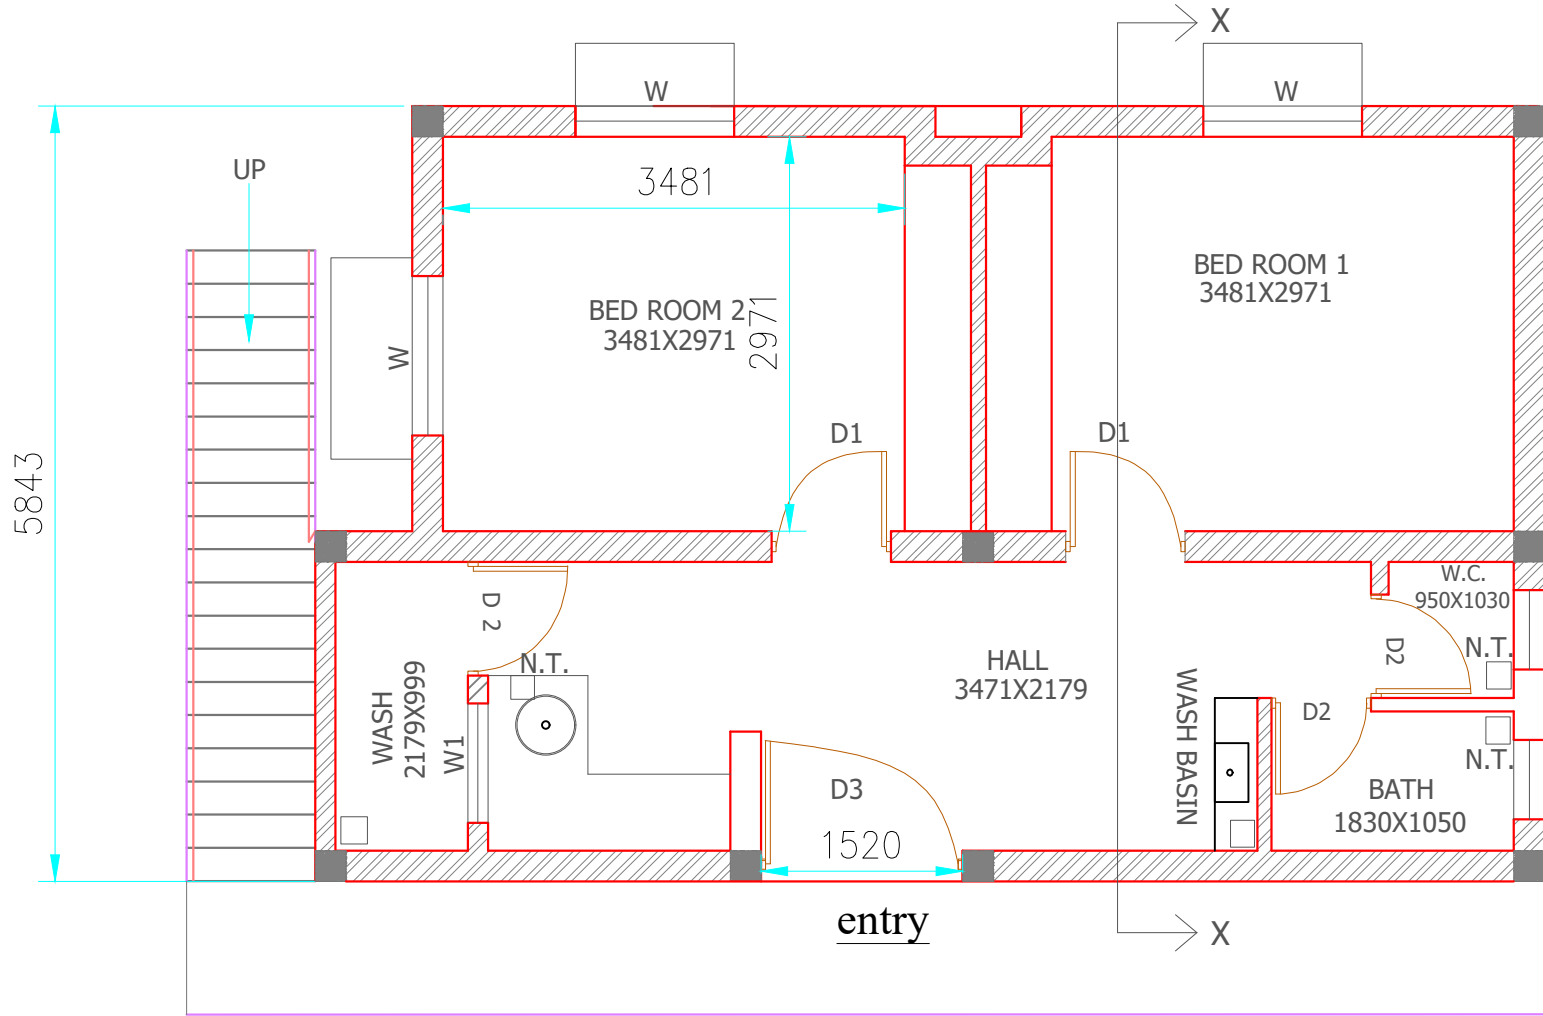 X
W
W
UP
3481
BED ROOM 1
3481X2971
BED ROOM 2
3481X2971
2971
W
D1
D1
5843
W.C.
950X1030
D 2
N.T.
HALL
3471X2179
D2
N.T.
WASH
2179X999
W1
WASH BASIN
D2
N.T.
D3
BATH
1830X1050
1520
entry
X